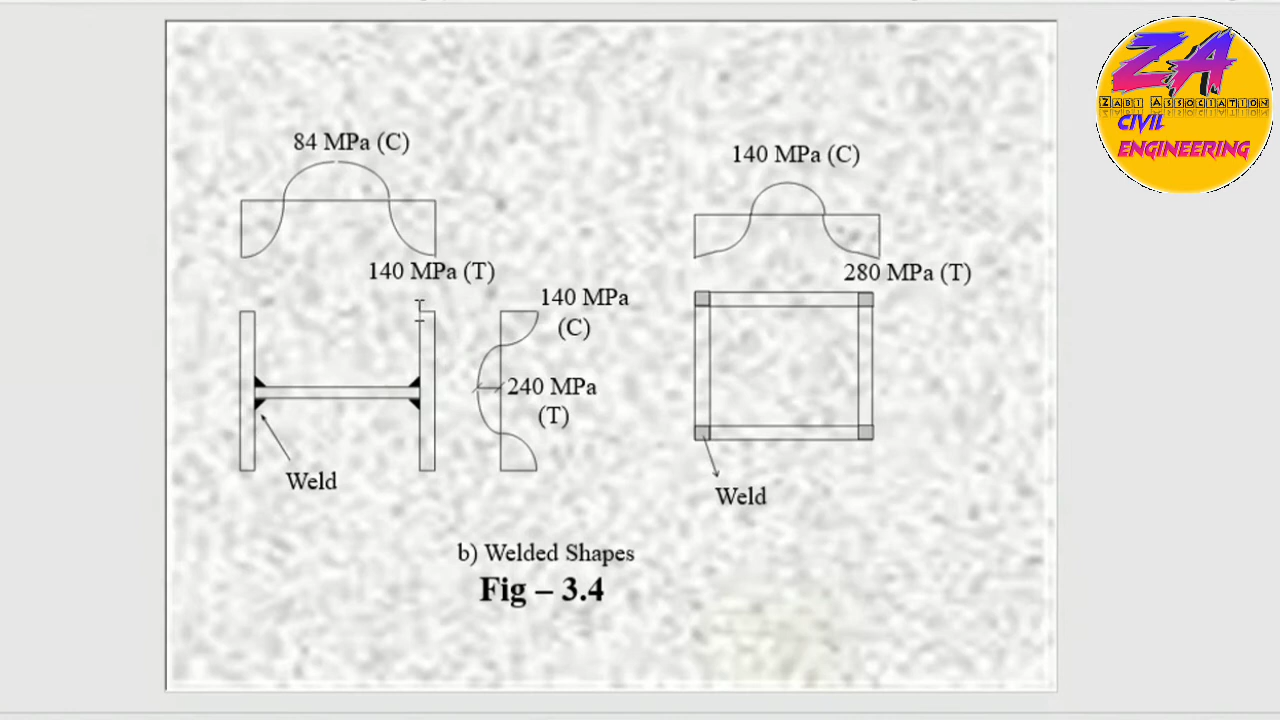 ZA
ZABI ASSOCIATION
CIVIL
ENGINEERING
84 MPa (C)
140 MPa (C)
140 MPa (T)
280 MPa (T)
140 MPa
(C)
240 MPa
(T)
Weld
Weld
b) Welded Shapes
Fig – 3.4